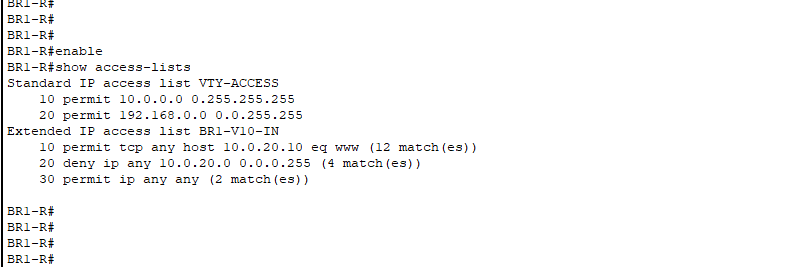 BR1-R#
BR1-R#
BR1-R#
BR1-R#enable
BR1-R#show access-lists
Standard IP access list VTY-ACCESS
    10 permit 10.0.0.0 0.255.255.255
    20 permit 192.168.0.0 0.0.255.255
Extended IP access list BR1-V10-IN
    10 permit tcp any host 10.0.20.10 eq www (12 match(es))
    20 deny ip any 10.0.20.0 0.0.0.255 (4 match(es))
    30 permit ip any any (2 match(es))
BR1-R#
BR1-R#
BR1-R#
BR1-R#